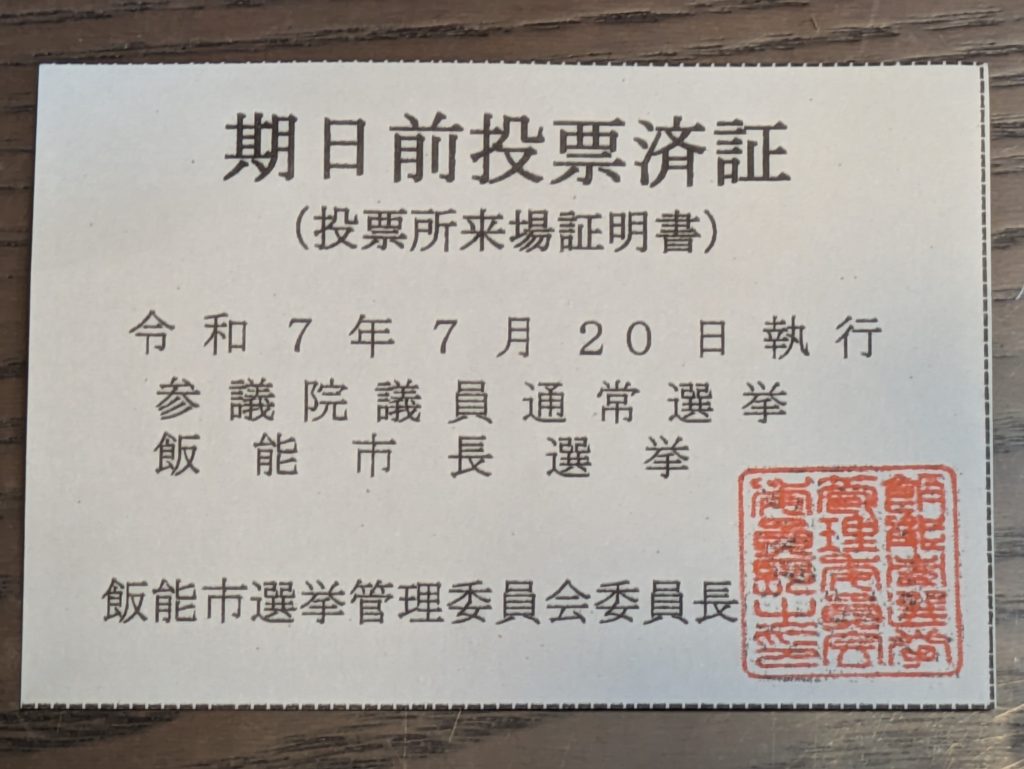 期日前投票済証
（投票所来場証明書）
令和7年7月20日執行
参議院議員通常選挙
飯能市長選挙
飯能市選挙管理委員会委員長